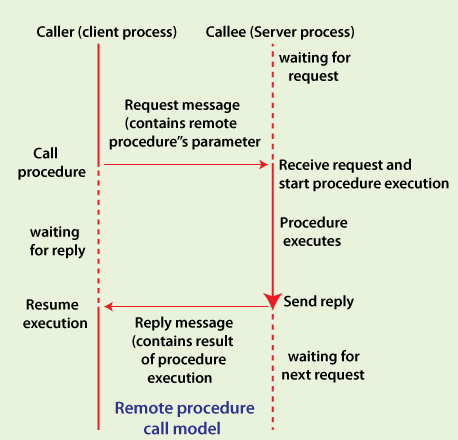 Caller (client process)
Callee (Server process)
waiting for
request
Request message
(contains remote
procedure"s parameter
Call
procedure
Receive request and
start procedure execution
waiting
for reply
Procedure
executes
Resume
execution
Send reply
Reply message
(contains result
of procedure
execution
waiting for
next request
Remote procedure
call model